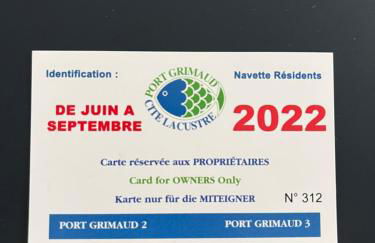 Identification :
Navette Résidents
PORT GRIMAUD
CITE LACUSTRE
DE JUIN A
SEPTEMBRE
2022
Carte réservée aux PROPRIÉTAIRES
Card for OWNERS Only
Karte nur für die MITEIGNER
N° 312
PORT GRIMAUD 2
PORT GRIMAUD 3